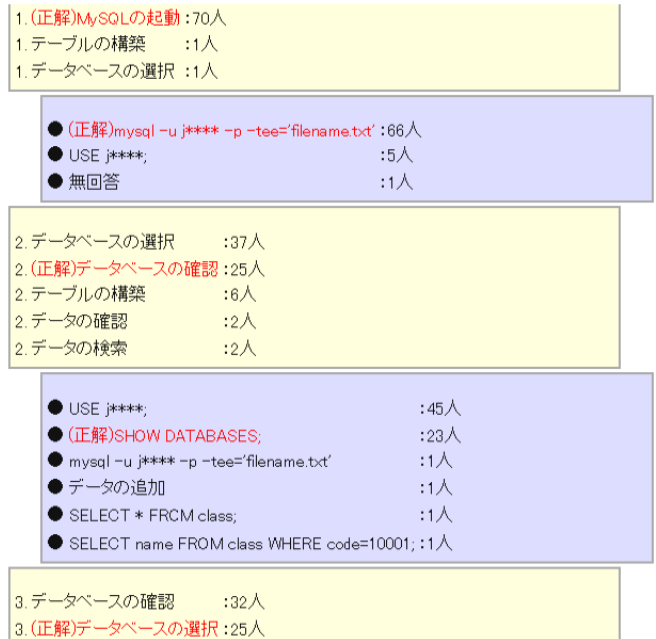 1.(正解)MySQLの起動:70人
1.テーブルの構築 :1人
1.データベースの選択:1人
●(正解)mysql -u j**** -p -tee='filename.txt':66人
●USE j****; :5人
●無回答 :1人
2.データベースの選択 :37人
2.(正解)データベースの確認:25人
2.テーブルの構築 :6人
2.データの確認 :2人
2.データの検索 :2人
●USE j****; :45人
●(正解)SHOW DATABASES; :23人
●mysql -u j**** -p -tee='filename.txt' :1人
●データの追加 :1人
●SELECT * FRCM class; :1人
●SELECT name FROM class WHERE code=10001;:1人
3.データベースの確認 :32人
3.(正解)データベースの選択:25人